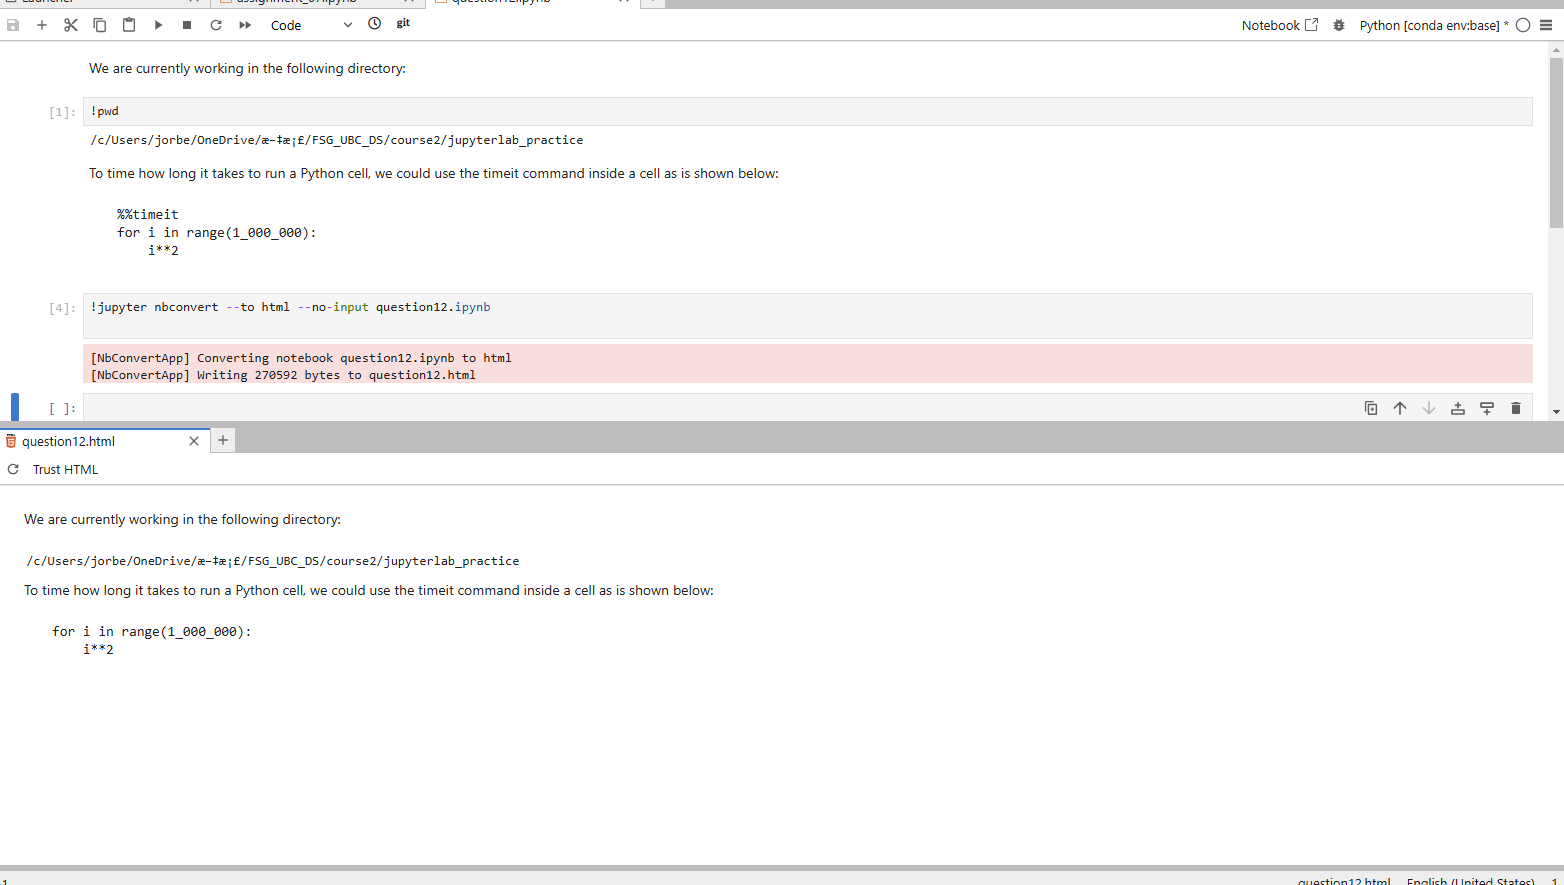 Code
git
Notebook
Python [conda env:base] *
We are currently working in the following directory:
[1]:
!pwd
/c/Users/jorbe/OneDrive/æ–‡æ¡£/FSG_UBC_DS/course2/jupyterlab_practice
To time how long it takes to run a Python cell, we could use the timeit command inside a cell as is shown below:
%%timeit
for i in range(1_000_000):
i**2
[4]:
!jupyter nbconvert --to html --no-input question12.ipynb
[NbConvertApp] Converting notebook question12.ipynb to html
[NbConvertApp] Writing 270592 bytes to question12.html
[ ]:
question12.html
Trust HTML
We are currently working in the following directory:
/c/Users/jorbe/OneDrive/æ–‡æ¡£/FSG_UBC_DS/course2/jupyterlab_practice
To time how long it takes to run a Python cell, we could use the timeit command inside a cell as is shown below:
for i in range(1_000_000):
i**2
question12.html
English (United States)
1